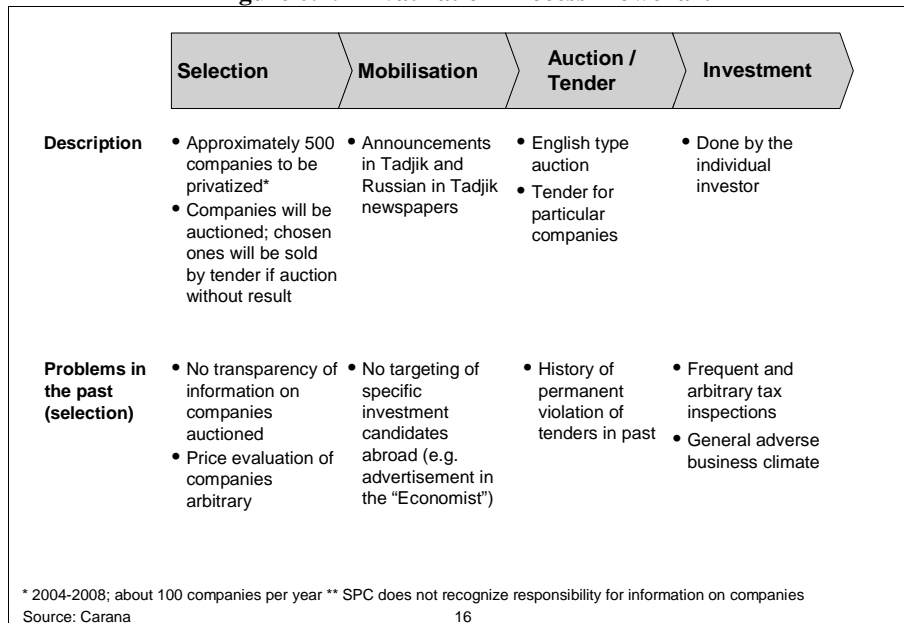 Selection
Mobilisation
Auction /
Tender
Investment
Description
• Approximately 500
companies to be
privatized*
• Companies will be
auctioned; chosen
ones will be sold
by tender if auction
without result
• Announcements
in Tadjik and
Russian in Tadjik
newspapers
• English type
auction
• Tender for
particular
companies
• Done by the
individual
investor
Problems in
the past
(selection)
• No transparency of
information on
companies
auctioned
• Price evaluation of
companies
arbitrary
• No targeting of
specific
investment
candidates
abroad (e.g.
advertisement in
the “Economist”)
• History of
permanent
violation of
tenders in past
• Frequent and
arbitrary tax
inspections
• General adverse
business climate
* 2004-2008; about 100 companies per year ** SPC does not recognize responsibility for information on companies
Source: Carana
16